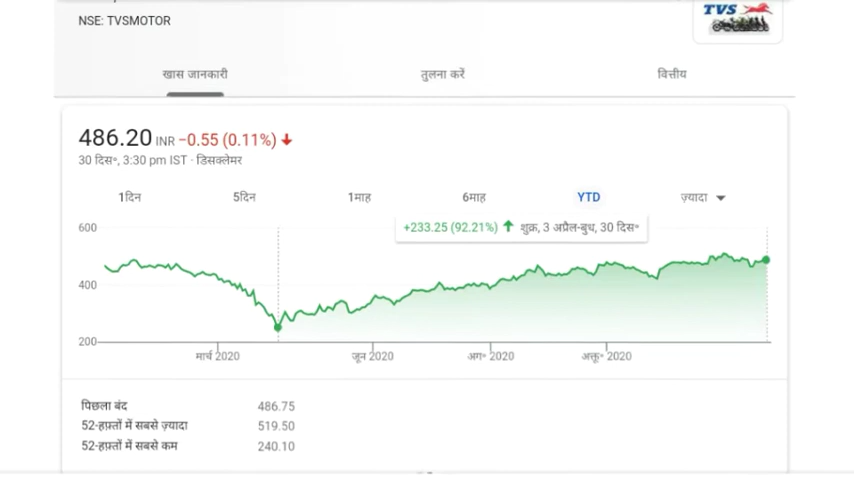 NSE: TVSMOTOR
TVS
खास जानकारी
तुलना करें
वित्तीय
486.20 INR −0.55 (0.11%)
30 दिस॰, 3:30 pm IST · डिसक्लेमर
1दिन
5दिन
1माह
6माह
YTD
ज़्यादा
+233.25 (92.21%) शुक्र, 3 अप्रैल-बुध, 30 दिस॰
600
400
200
मार्च 2020
जून 2020
अग॰ 2020
अक्तू॰ 2020
पिछला बंद 486.75
52-हफ़्तों में सबसे ज़्यादा 519.50
52-हफ़्तों में सबसे कम 240.10